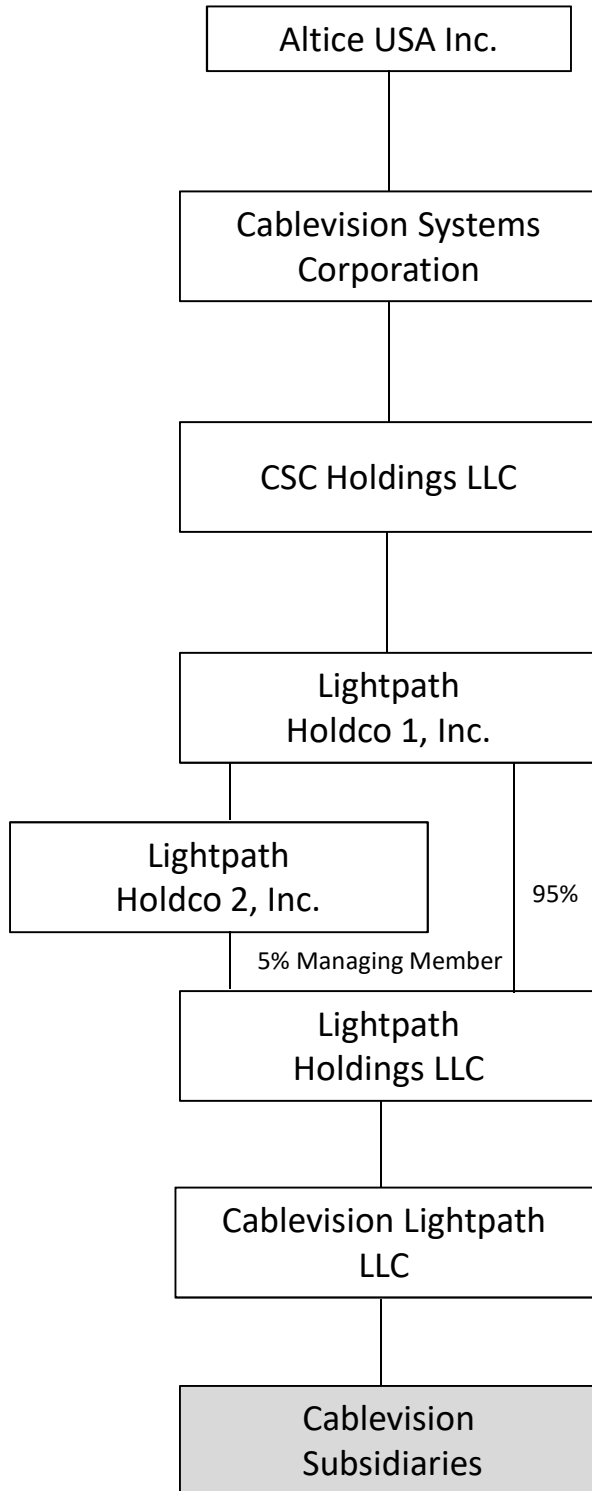 Altice USA Inc.
Cablevision Systems
Corporation
CSC Holdings LLC
Lightpath
Holdco 1, Inc.
Lightpath
Holdco 2, Inc.
95%
5% Managing Member
Lightpath
Holdings LLC
Cablevision Lightpath
LLC
Cablevision
Subsidiaries